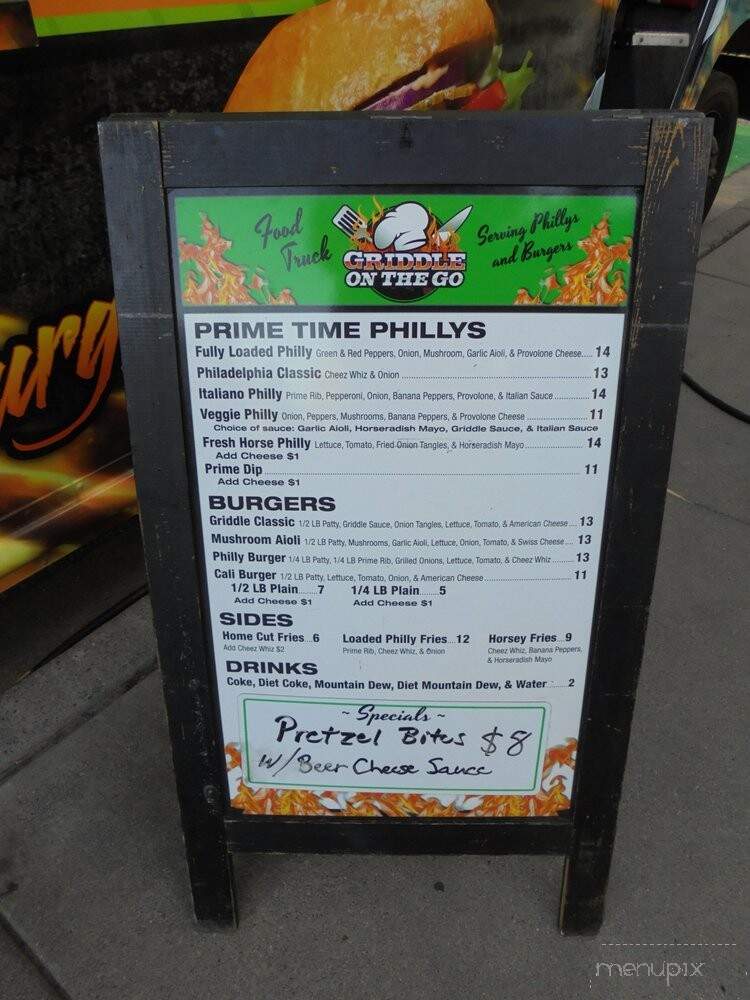 urg
Food Truck
GRIDDLE ON THE GO
Serving Phillys and Burgers
PRIME TIME PHILLYS
Fully Loaded Philly Green & Red Peppers, Onion, Mushroom, Garlic Aioli, & Provolone Cheese..... 14
Philadelphia Classic Cheez Whiz & Onion ..... 13
Italiano Philly Prime Rib, Pepperoni, Onion, Banana Peppers, Provolone, & Italian Sauce ..... 14
Veggie Philly Onion, Peppers, Mushrooms, Banana Peppers, & Provolone Cheese ..... 11
Choice of sauce: Garlic Aioli, Horseradish Mayo, Griddle Sauce, & Italian Sauce
Fresh Horse Philly Lettuce, Tomato, Fried Onion Tangles, & Horseradish Mayo..... 14
Add Cheese $1
Prime Dip ..... 11
Add Cheese $1
BURGERS
Griddle Classic 1/2 LB Patty, Griddle Sauce, Onion Tangles, Lettuce, Tomato, & American Cheese.... 13
Mushroom Aioli 1/2 LB Patty, Mushrooms, Garlic Aioli, Lettuce, Onion, Tomato, & Swiss Cheese.... 13
Philly Burger 1/4 LB Patty, 1/4 LB Prime Rib, Grilled Onions, Lettuce, Tomato, & Cheez Whiz ..... 13
Cali Burger 1/2 LB Patty, Lettuce, Tomato, Onion, & American Cheese ..... 11
1/2 LB Plain........7 1/4 LB Plain.....5
Add Cheese $1 Add Cheese $1
SIDES
Home Cut Fries...6 Loaded Philly Fries...12 Horsey Fries...9
Add Cheez Whiz $2 Prime Rib, Cheez Whiz, & Onion Cheez Whiz, Banana Peppers,
& Horseradish Mayo
DRINKS
Coke, Diet Coke, Mountain Dew, Diet Mountain Dew, & Water ........ 2
~ Specials ~
Pretzel Bites $8
W/ Beer Cheese Sauce
menupix